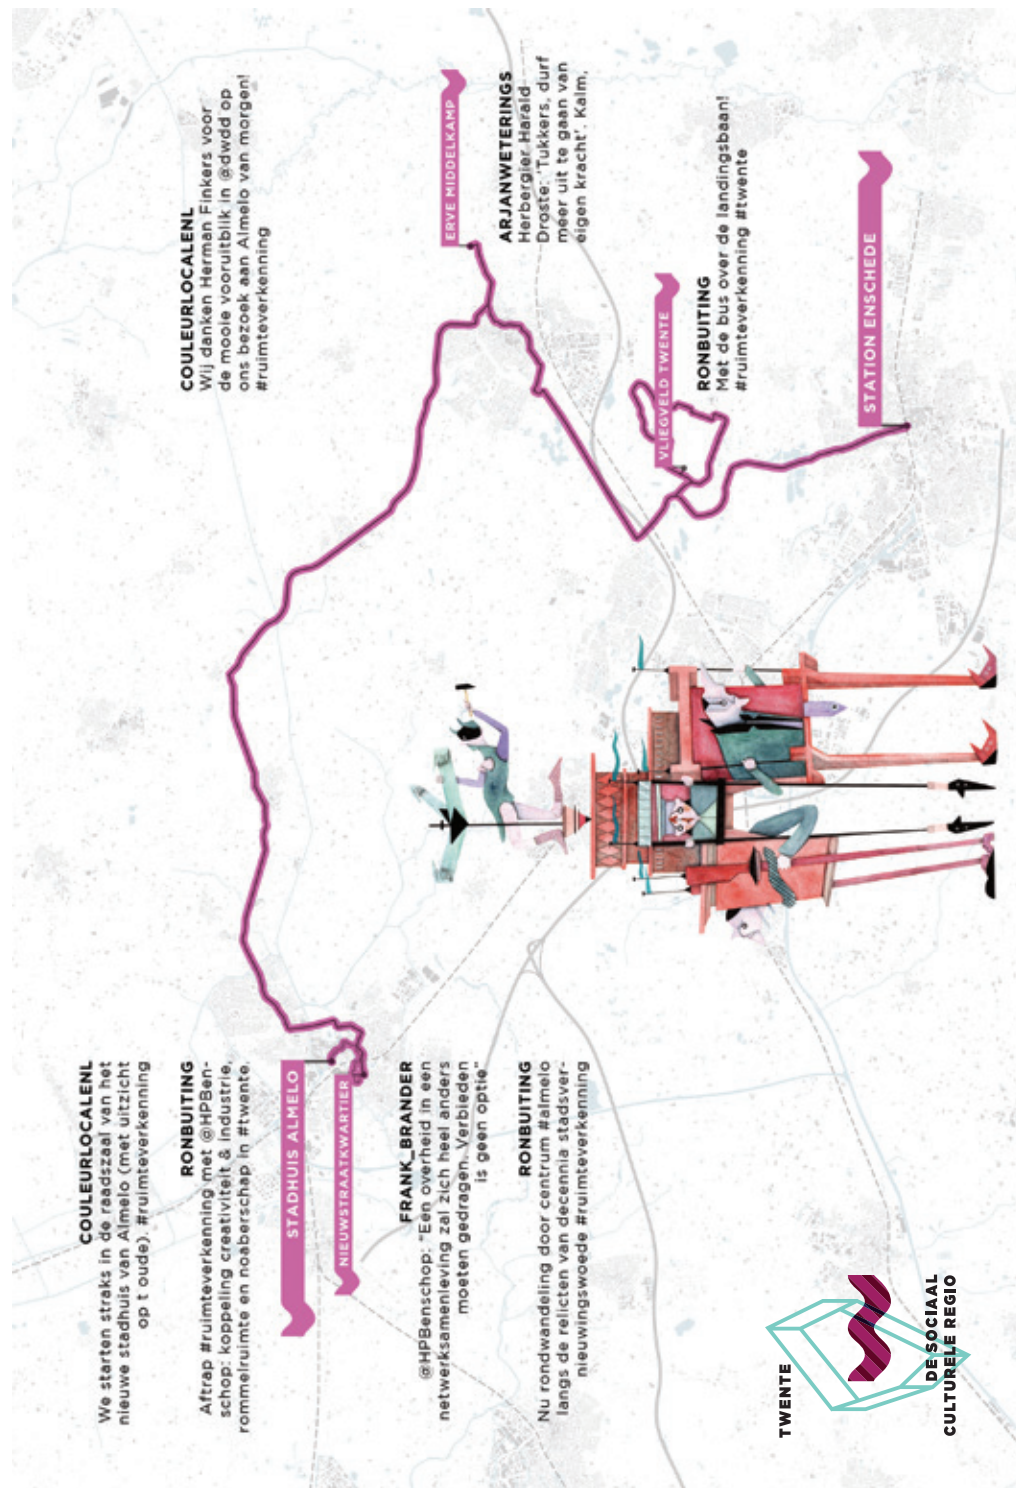 COULEURLOCALENL
We starten straks in de raadszaal van het
nieuwe stadhuis van Almelo (met uitzicht
op t oude). #ruimteverkenning
RONBUITING
Aftrap #ruimteverkenning met @HPBen-
schop: koppeling creativiteit & industrie,
rommelruimte en noaberschap in #twente.
STADHUIS ALMELO
NIEUWSTRAATKWARTIER
FRANK_BRANDER
@HPBenschop: "Een overheid in een
netwerksamenleving zal zich heel anders
moeten gedragen. Verbieden
is geen optie"
RONBUITING
Nu rondwandeling door centrum #almelo
langs de relicten van decennia stadsver-
nieuwingswoede #ruimteverkenning
COULEURLOCALENL
Wij danken Herman Finkers voor
de mooie vooruitblik in @dwdd op
ons bezoek aan Almelo van morgen!
#ruimteverkenning
ERVE MIDDELKAMP
ARJANWETERINGS
Herbergier Harald
Droste: 'Tukkers, durf
meer uit te gaan van
eigen kracht'. Kalm,
VLIEGVELD TWENTE
RONBUITING
Met de bus over de landingsbaan!
#ruimteverkenning #twente
STATION ENSCHEDE
TWENTE
DE SOCIAAL
CULTURELE REGIO